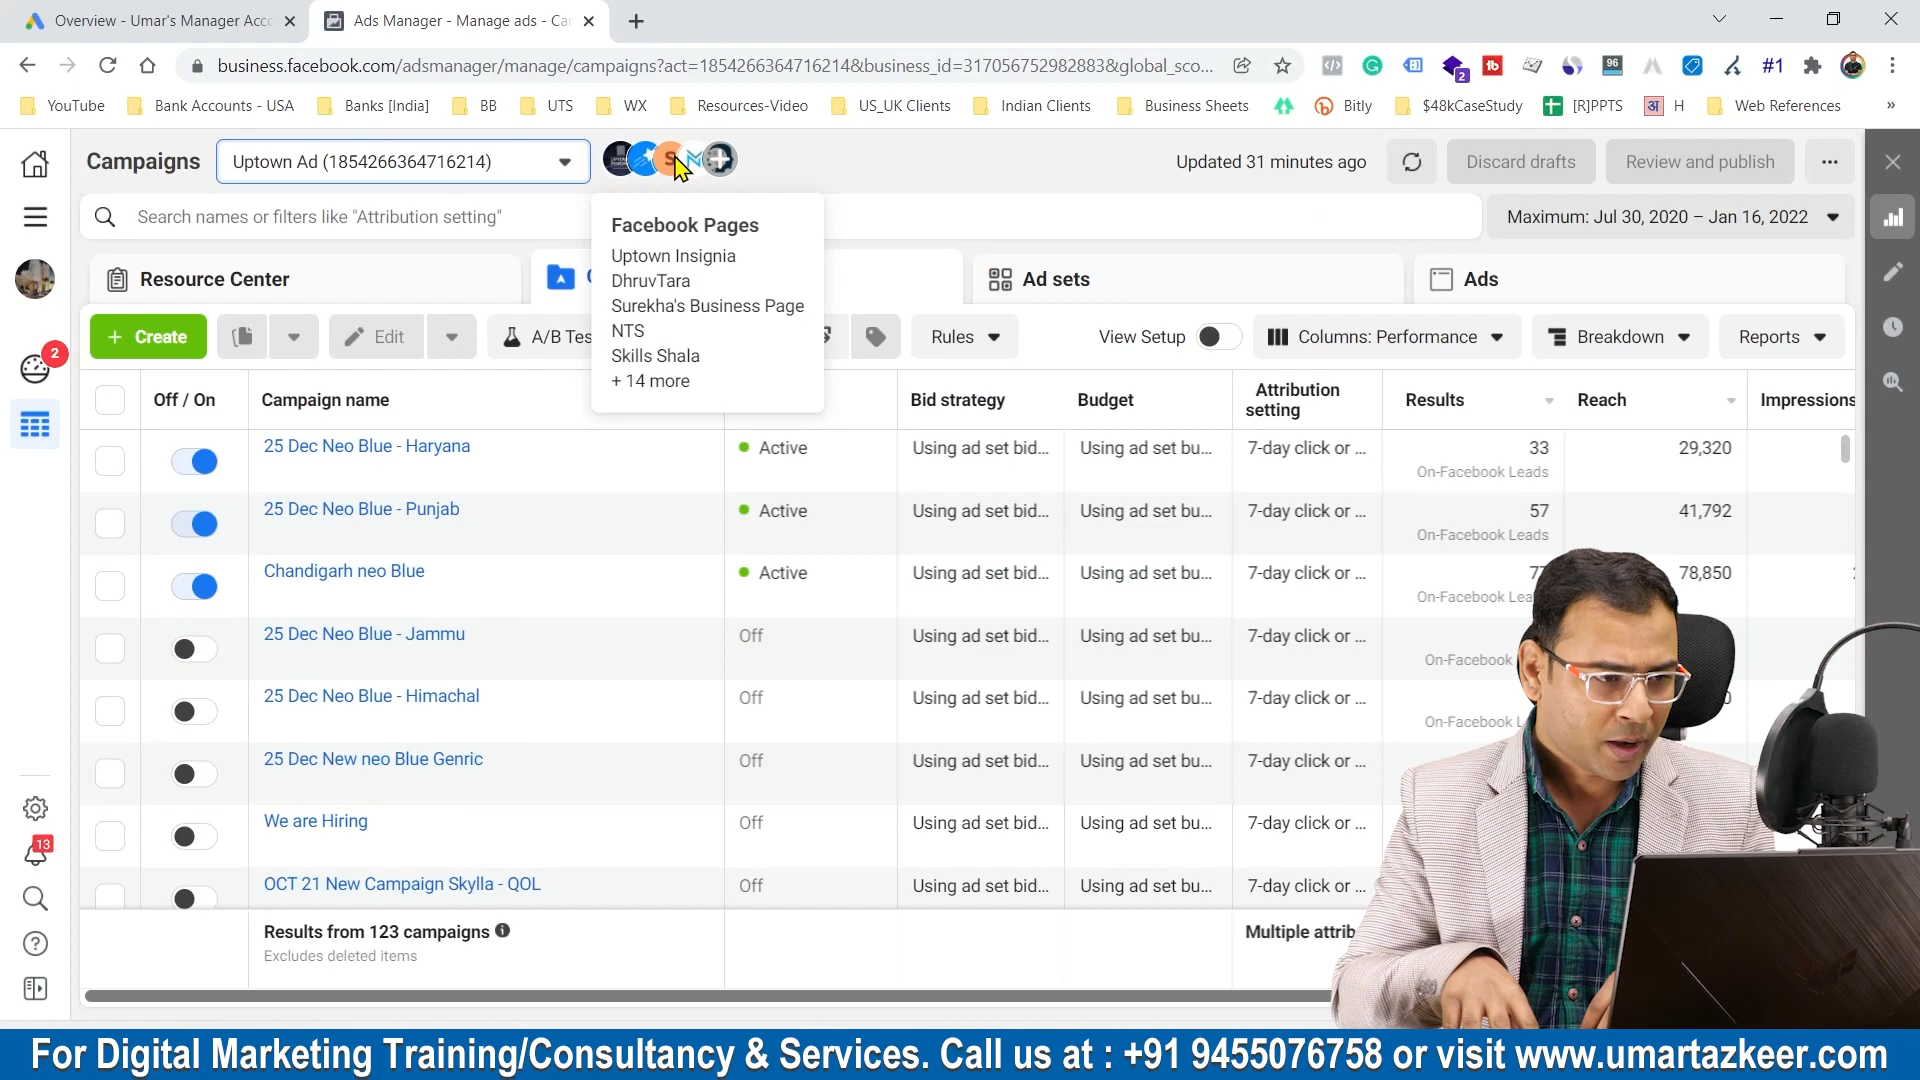 Overview - Umar's Manager Acc
Ads Manager - Manage ads - Ca
business.facebook.com/adsmanager/manage/campaigns?act=1854266364716214&business_id=317056752982883&global_sco...
2
96
#1
YouTube
Bank Accounts - USA
Banks [India]
BB
UTS
WX
Resources-Video
US_UK Clients
Indian Clients
Business Sheets
Bitly
$48kCaseStudy
[R]PPTS
अ
H
Web References
»
Campaigns
Uptown Ad (1854266364716214)
S
Updated 31 minutes ago
Discard drafts
Review and publish
Search names or filters like "Attribution setting"
Maximum: Jul 30, 2020 – Jan 16, 2022
Facebook Pages
Uptown Insignia
DhruvTara
Surekha's Business Page
NTS
Skills Shala
+ 14 more
Resource Center
Ad sets
Ads
+ Create
Edit
A/B Tes
Rules
View Setup
Columns: Performance
Breakdown
Reports
2
Off / On
Campaign name
Bid strategy
Budget
Attribution
setting
Results
Reach
Impressions
25 Dec Neo Blue - Haryana
Active
Using ad set bid...
Using ad set bu...
7-day click or ...
33
On-Facebook Leads
29,320
25 Dec Neo Blue - Punjab
Active
Using ad set bid...
Using ad set bu...
7-day click or ...
57
On-Facebook Leads
41,792
Chandigarh neo Blue
Active
Using ad set bid...
Using ad set bu...
7-day click or ...
On-Facebook Lea
78,850
25 Dec Neo Blue - Jammu
Off
Using ad set bid...
Using ad set bu...
7-day click or ...
On-Facebook
25 Dec Neo Blue - Himachal
Off
Using ad set bid...
Using ad set bu...
7-day click or ...
On-Facebook L
25 Dec New neo Blue Genric
Off
Using ad set bid...
Using ad set bu...
7-day click or ...
We are Hiring
Off
Using ad set bid...
Using ad set bu...
7-day click or ...
OCT 21 New Campaign Skylla - QOL
Off
Using ad set bid...
Using ad set bu...
7-day click or ...
13
Results from 123 campaigns
Excludes deleted items
Multiple attrib
For Digital Marketing Training/Consultancy & Services. Call us at : +91 9455076758 or visit www.umartazkeer.com